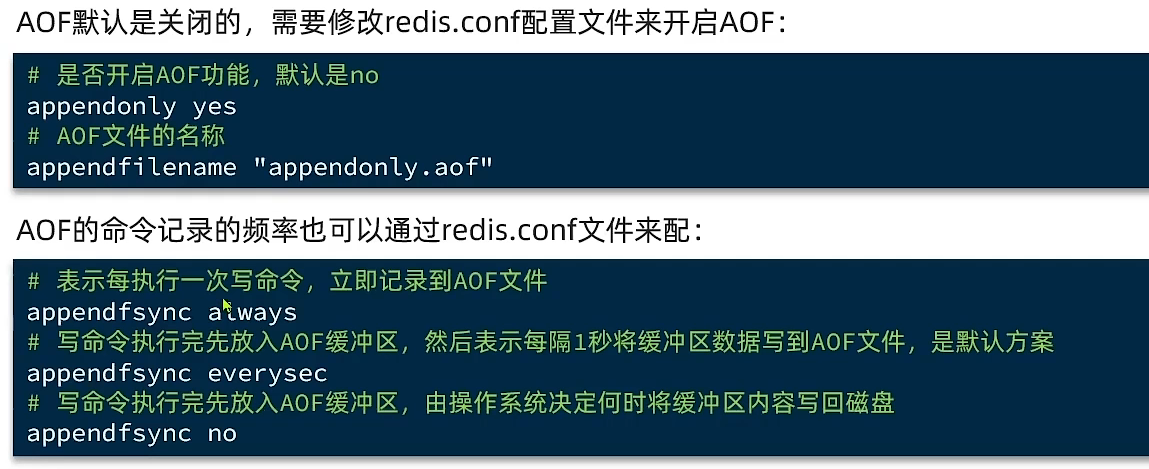 AOF默认是关闭的，需要修改redis.conf配置文件来开启AOF：
# 是否开启AOF功能，默认是no
appendonly yes
# AOF文件的名称
appendfilename "appendonly.aof"
AOF的命令记录的频率也可以通过redis.conf文件来配：
# 表示每执行一次写命令，立即记录到AOF文件
appendfsync always
# 写命令执行完先放入AOF缓冲区，然后表示每隔1秒将缓冲区数据写到AOF文件，是默认方案
appendfsync everysec
# 写命令执行完先放入AOF缓冲区，由操作系统决定何时将缓冲区内容写回磁盘
appendfsync no